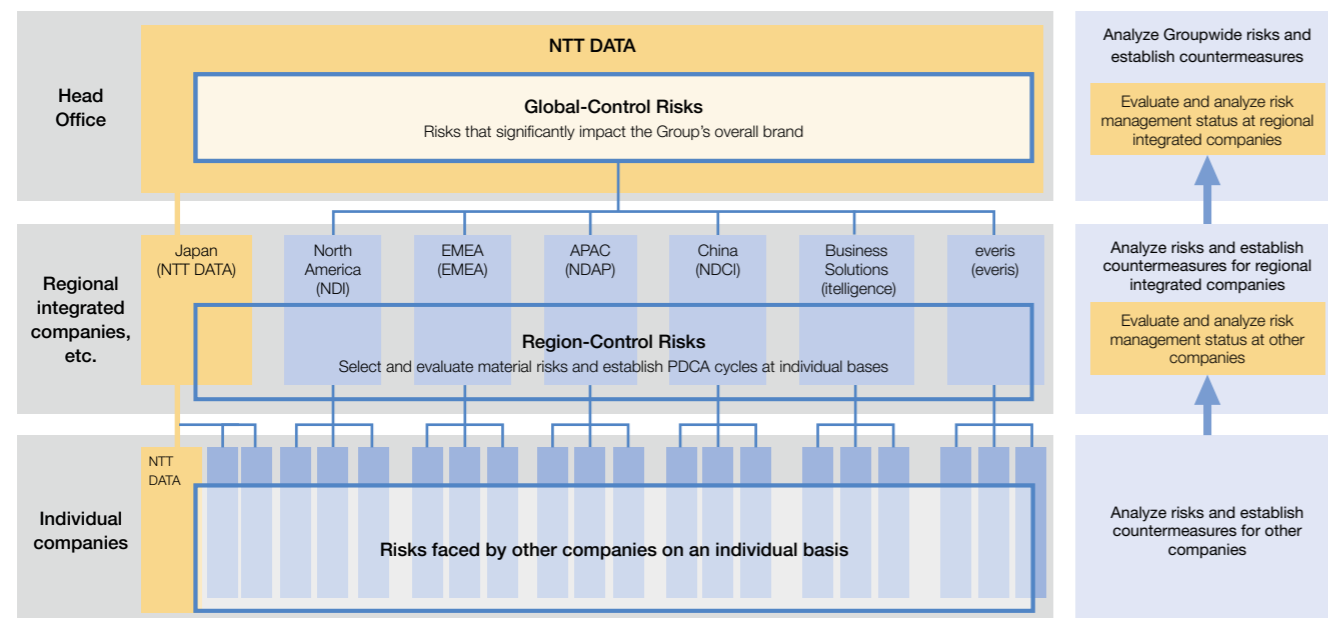 NTT DATA
Head
Office
Global-Control Risks
Risks that significantly impact the Group’s overall brand
Analyze Groupwide risks and
establish countermeasures
Evaluate and analyze risk
management status at regional
integrated companies
Regional
integrated
companies,
etc.
Japan
(NTT DATA)
North
America
(NDI)
EMEA
(EMEA)
APAC
(NDAP)
China
(NDCI)
Business
Solutions
(itelligence)
everis
(everis)
Region-Control Risks
Select and evaluate material risks and establish PDCA cycles at individual bases
Analyze risks and establish
countermeasures for regional
integrated companies
Evaluate and analyze risk
management status at other
companies
Individual
companies
NTT
DATA
Risks faced by other companies on an individual basis
Analyze risks and establish
countermeasures for other
companies